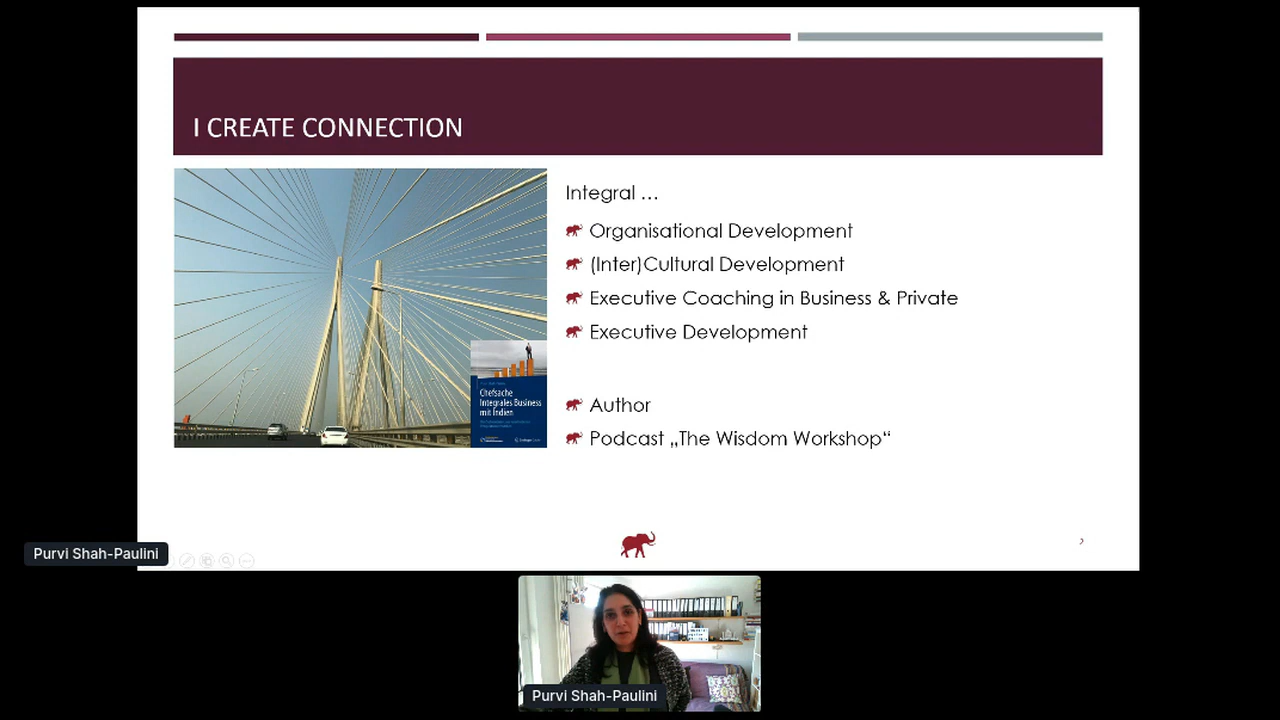 I CREATE CONNECTION
Integral ...
Organisational Development
(Inter)Cultural Development
Executive Coaching in Business & Private
Executive Development
Chefsache
Integrales Business
mit Indien
Author
Podcast „The Wisdom Workshop“
Purvi Shah-Paulini
Purvi Shah-Paulini